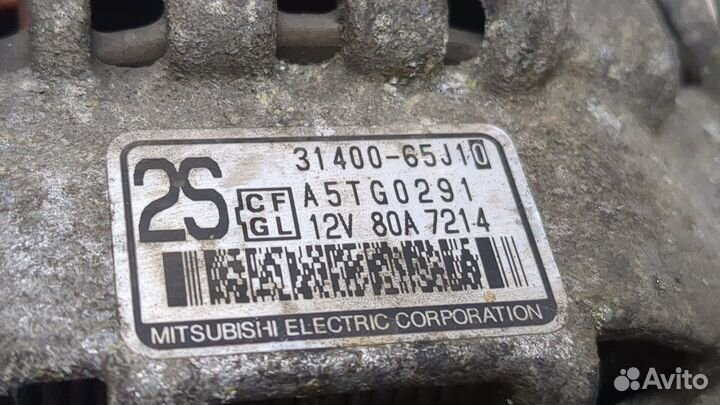 31400-65J10
2S
CF
GL
A5TG0291
12V 80A 7214
MITSUBISHI ELECTRIC CORPORATION
Avito